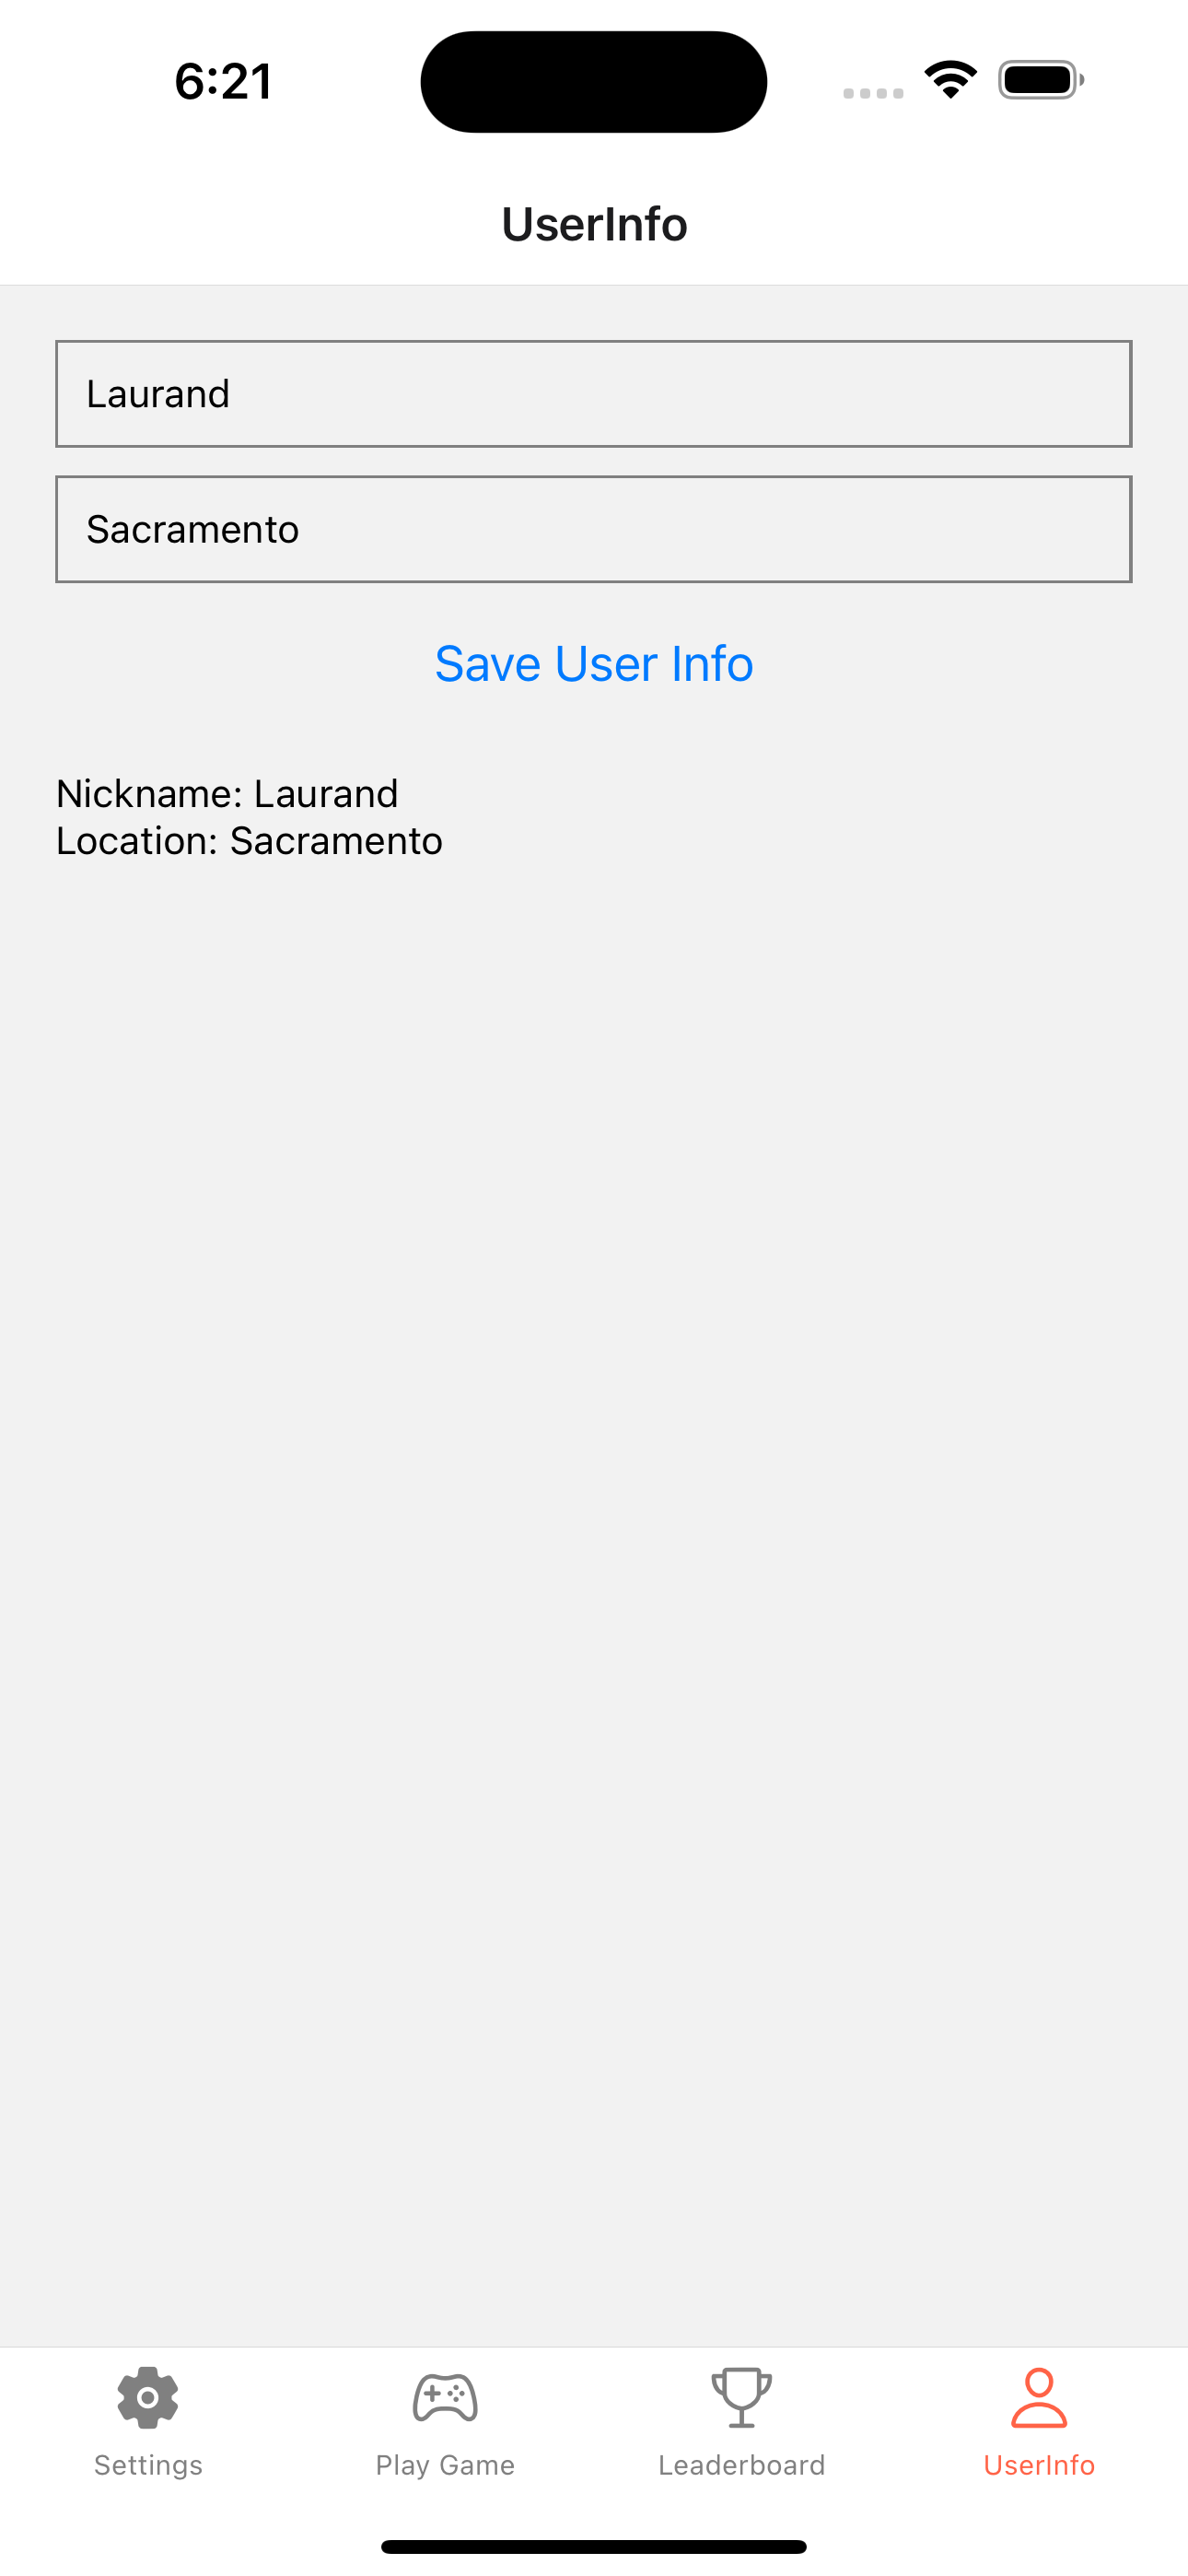 6:21
UserInfo
Laurand
Sacramento
Save User Info
Nickname: Laurand
Location: Sacramento
Settings
Play Game
Leaderboard
UserInfo